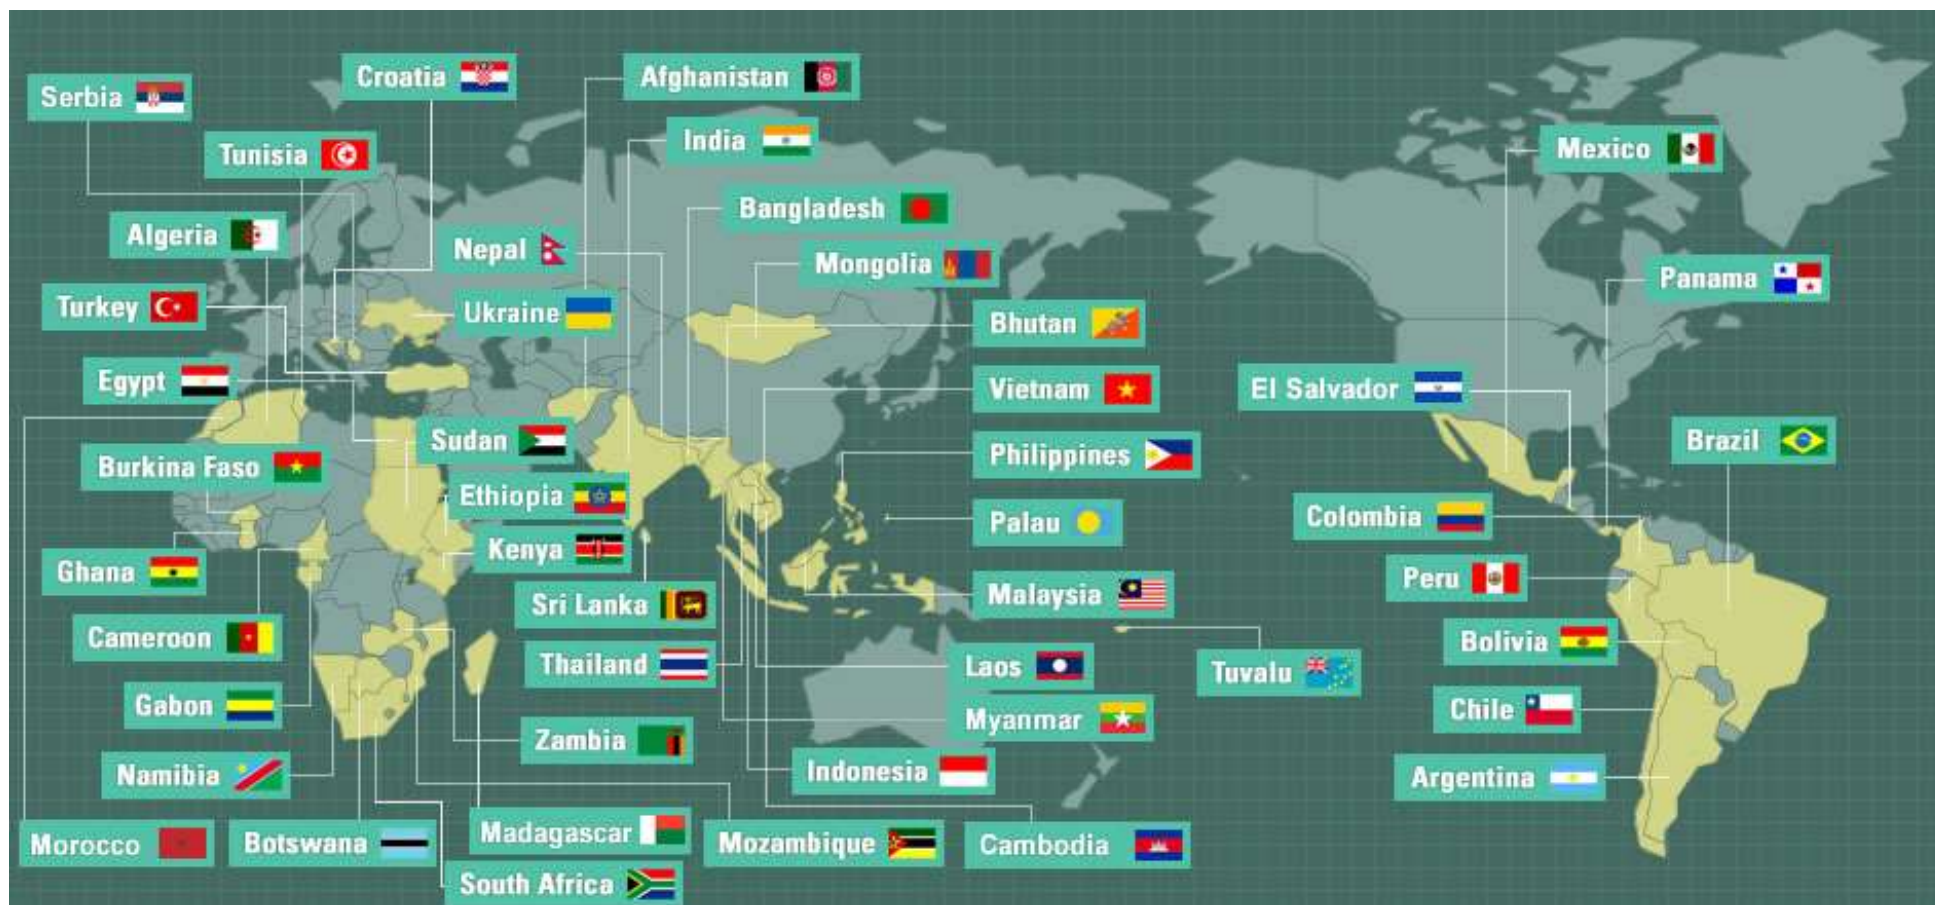 Serbia
Croatia
Afghanistan
Tunisia
India
Mexico
Algeria
Bangladesh
Nepal
Mongolia
Panama
Turkey
Ukraine
Bhutan
Egypt
Vietnam
El Salvador
Sudan
Brazil
Burkina Faso
Philippines
Ethiopia
Palau
Colombia
Kenya
Ghana
Sri Lanka
Malaysia
Peru
Cameroon
Thailand
Laos
Tuvalu
Bolivia
Gabon
Myanmar
Chile
Zambia
Namibia
Indonesia
Argentina
Morocco
Botswana
Madagascar
Mozambique
Cambodia
South Africa